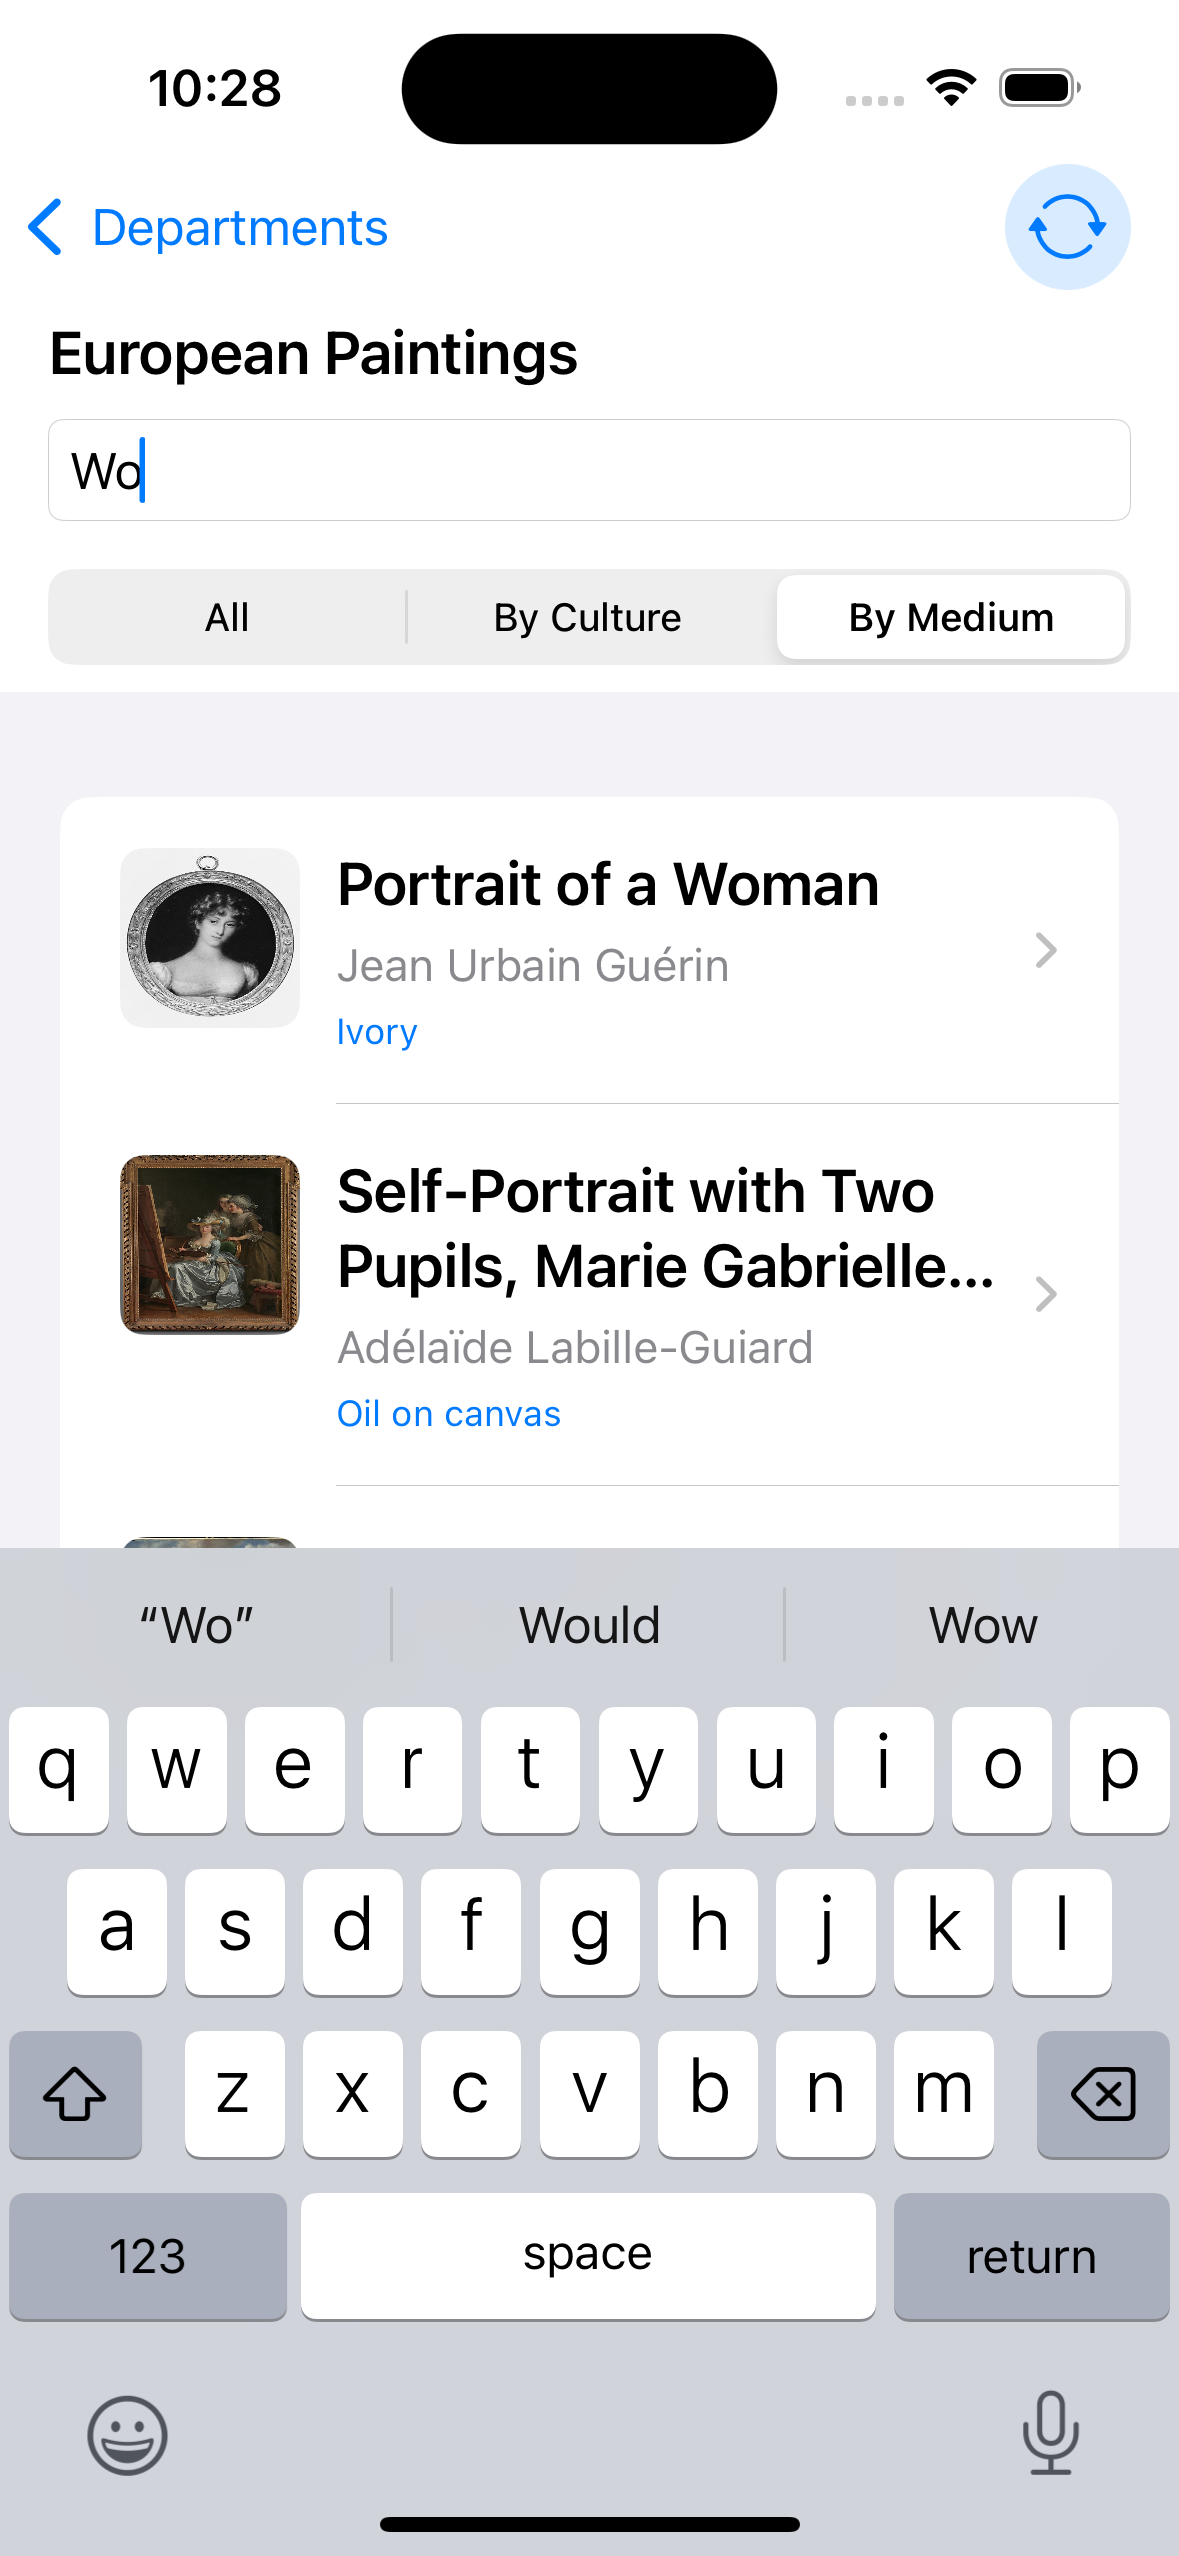 10:28
Departments
European Paintings
Wo
All
By Culture
By Medium
Portrait of a Woman
Jean Urbain Guérin
Ivory
Self-Portrait with Two
Pupils, Marie Gabrielle...
Adélaïde Labille-Guiard
Oil on canvas
“Wo”
Would
Wow
q w e r t y u i o p
a s d f g h j k l
z x c v b n m
123
space
return